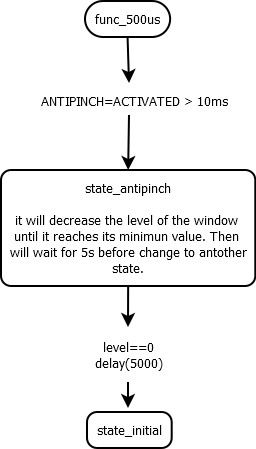 func_500us
ANTIPINCH=ACTIVATED > 10ms
state_antipinch
it will decrease the level of the window
until it reaches its minimun value. Then
will wait for 5s before change to antother
state.
level==0
delay(5000)
state_initial